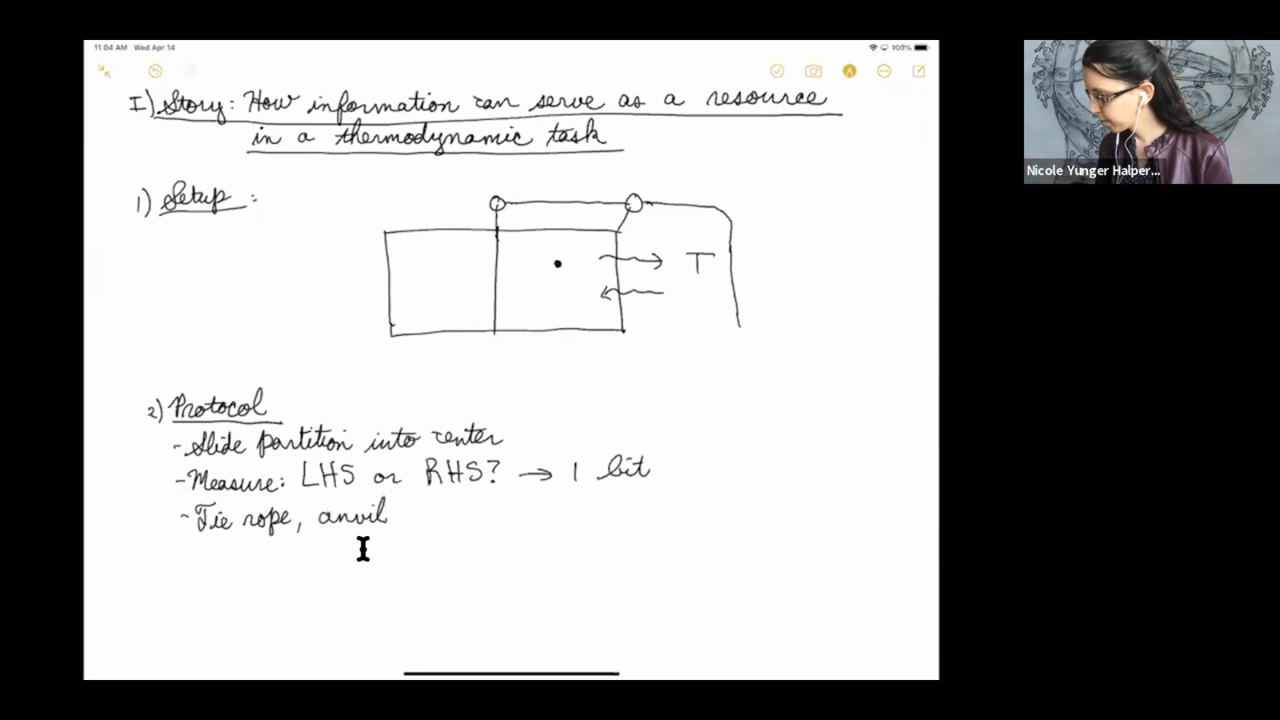 11:04 AM Wed Apr 14
100%
I) Story: How information can serve as a resource
in a thermodynamic task
1) Setup:
T
2) Protocol
- Slide partition into center
- Measure: LHS or RHS? → 1 bit
- Tie rope, anvil
Nicole Yunger Halper...